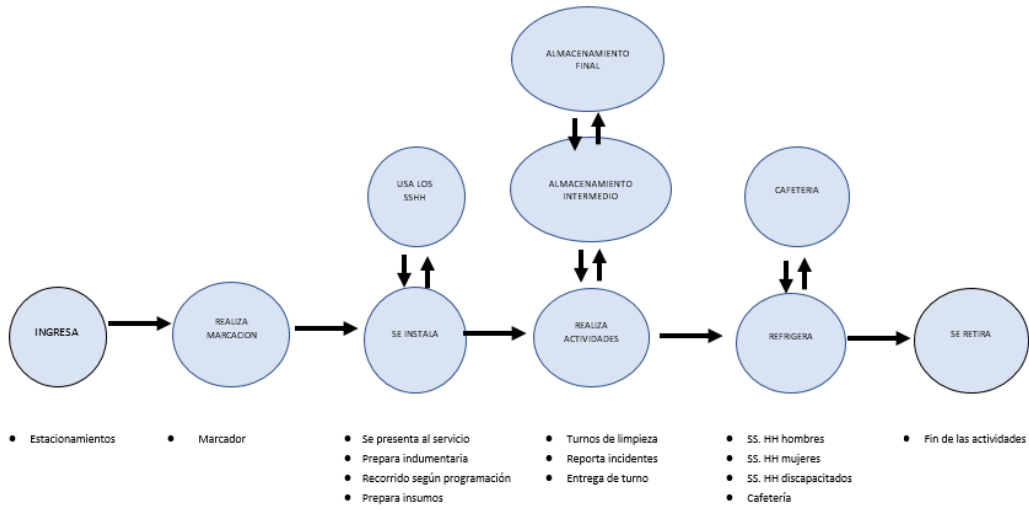 ALMACENAMIENTO
FINAL
USA LOS
SSHH
ALMACENAMIENTO
INTERMEDIO
CAFETERIA
INGRESA
REALIZA
MARCACION
SE INSTALA
REALIZA
ACTIVIDADES
REFRIGERA
SE RETIRA
• Estacionamientos
• Marcador
• Se presenta al servicio
• Prepara indumentaria
• Recorrido según programación
• Prepara insumos
• Turnos de limpieza
• Reporta incidentes
• Entrega de turno
• SS. HH hombres
• SS. HH mujeres
• SS. HH discapacitados
• Cafetería
• Fin de las actividades